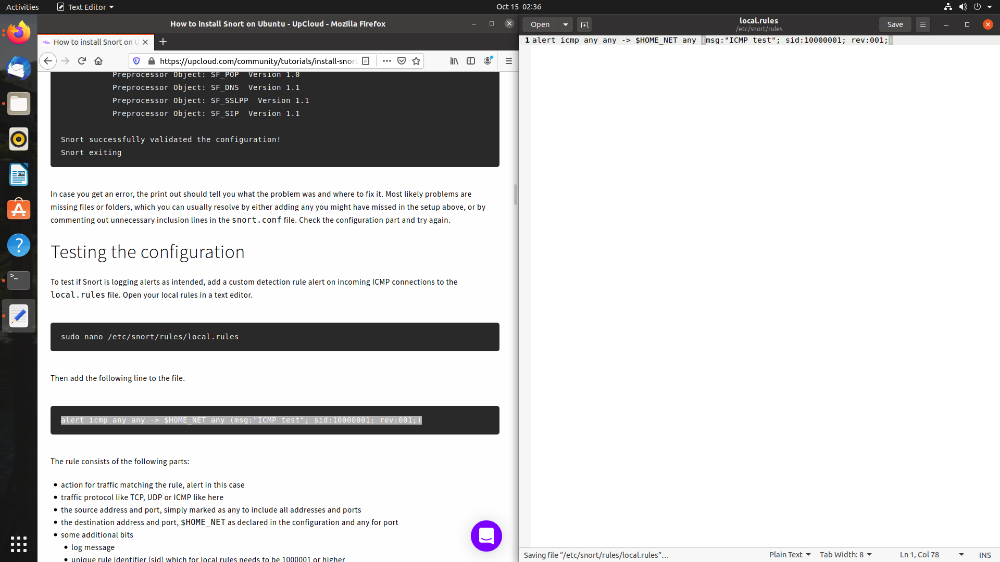 Activities
Text Editor
Oct 15 02:36
How to install Snort on Ubuntu - UpCloud - Mozilla Firefox
How to install Snort on U
https://upcloud.com/community/tutorials/install-snort
Preprocessor Object: SF_POP Version 1.0
Preprocessor Object: SF_DNS Version 1.1
Preprocessor Object: SF_SSLPP Version 1.1
Preprocessor Object: SF_SIP Version 1.1
Snort successfully validated the configuration!
Snort exiting
In case you get an error, the print out should tell you what the problem was and where to fix it. Most likely problems are
missing files or folders, which you can usually resolve by either adding any you might have missed in the setup above, or by
commenting out unnecessary inclusion lines in the snort.conf file. Check the configuration part and try again.
Testing the configuration
To test if Snort is logging alerts as intended, add a custom detection rule alert on incoming ICMP connections to the
local.rules file. Open your local rules in a text editor.
sudo nano /etc/snort/rules/local.rules
Then add the following line to the file.
alert icmp any any -> $HOME_NET any (msg:"ICMP test"; sid:10000001; rev:001;)
The rule consists of the following parts:
• action for traffic matching the rule, alert in this case
• traffic protocol like TCP, UDP or ICMP like here
• the source address and port, simply marked as any to include all addresses and ports
• the destination address and port, $HOME_NET as declared in the configuration and any for port
• some additional bits
• log message
• unique rule identifier (sid) which for local rules needs to be 1000001 or higher
Open
local.rules
/etc/snort/rules
Save
1 alert icmp any any -> $HOME_NET any (msg:"ICMP test"; sid:10000001; rev:001;)
Saving file “/etc/snort/rules/local.rules”…
Plain Text
Tab Width: 8
Ln 1, Col 78
INS